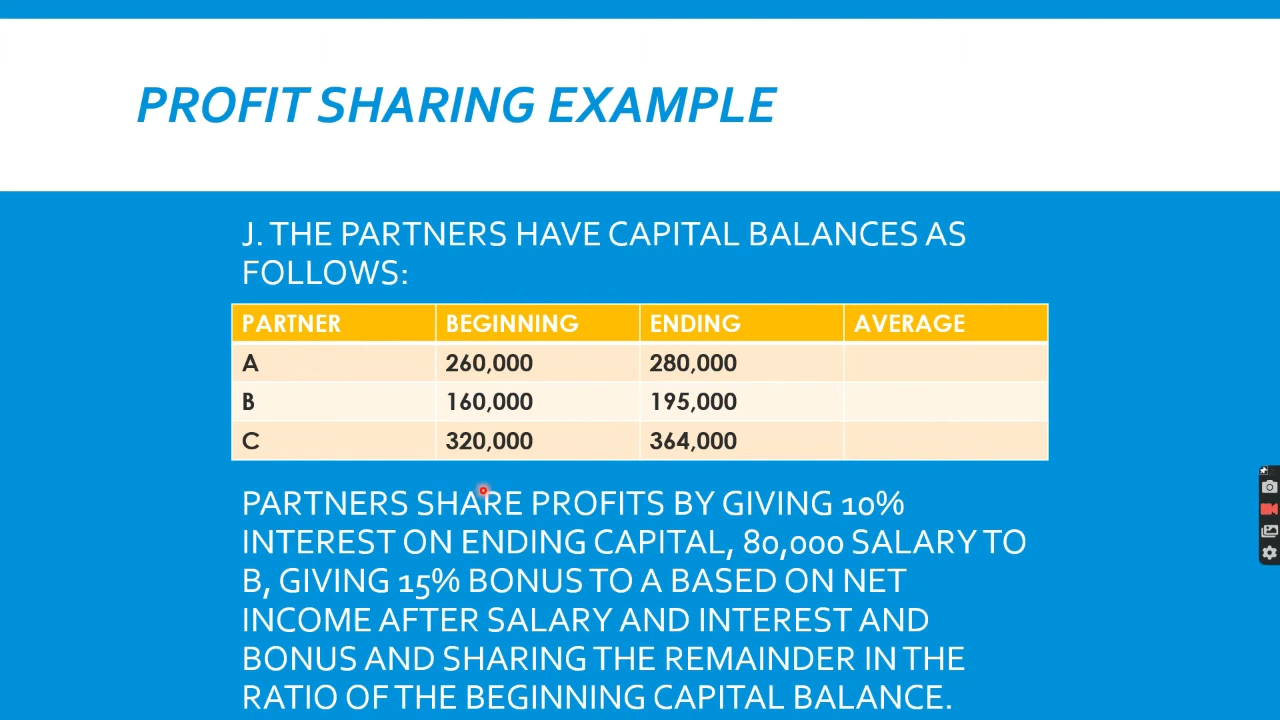 PROFIT SHARING EXAMPLE
J. THE PARTNERS HAVE CAPITAL BALANCES AS
FOLLOWS:
PARTNER BEGINNING ENDING AVERAGE
A 260,000 280,000
B 160,000 195,000
C 320,000 364,000
PARTNERS SHARE PROFITS BY GIVING 10%
INTEREST ON ENDING CAPITAL, 80,000 SALARY TO
B, GIVING 15% BONUS TO A BASED ON NET
INCOME AFTER SALARY AND INTEREST AND
BONUS AND SHARING THE REMAINDER IN THE
RATIO OF THE BEGINNING CAPITAL BALANCE.